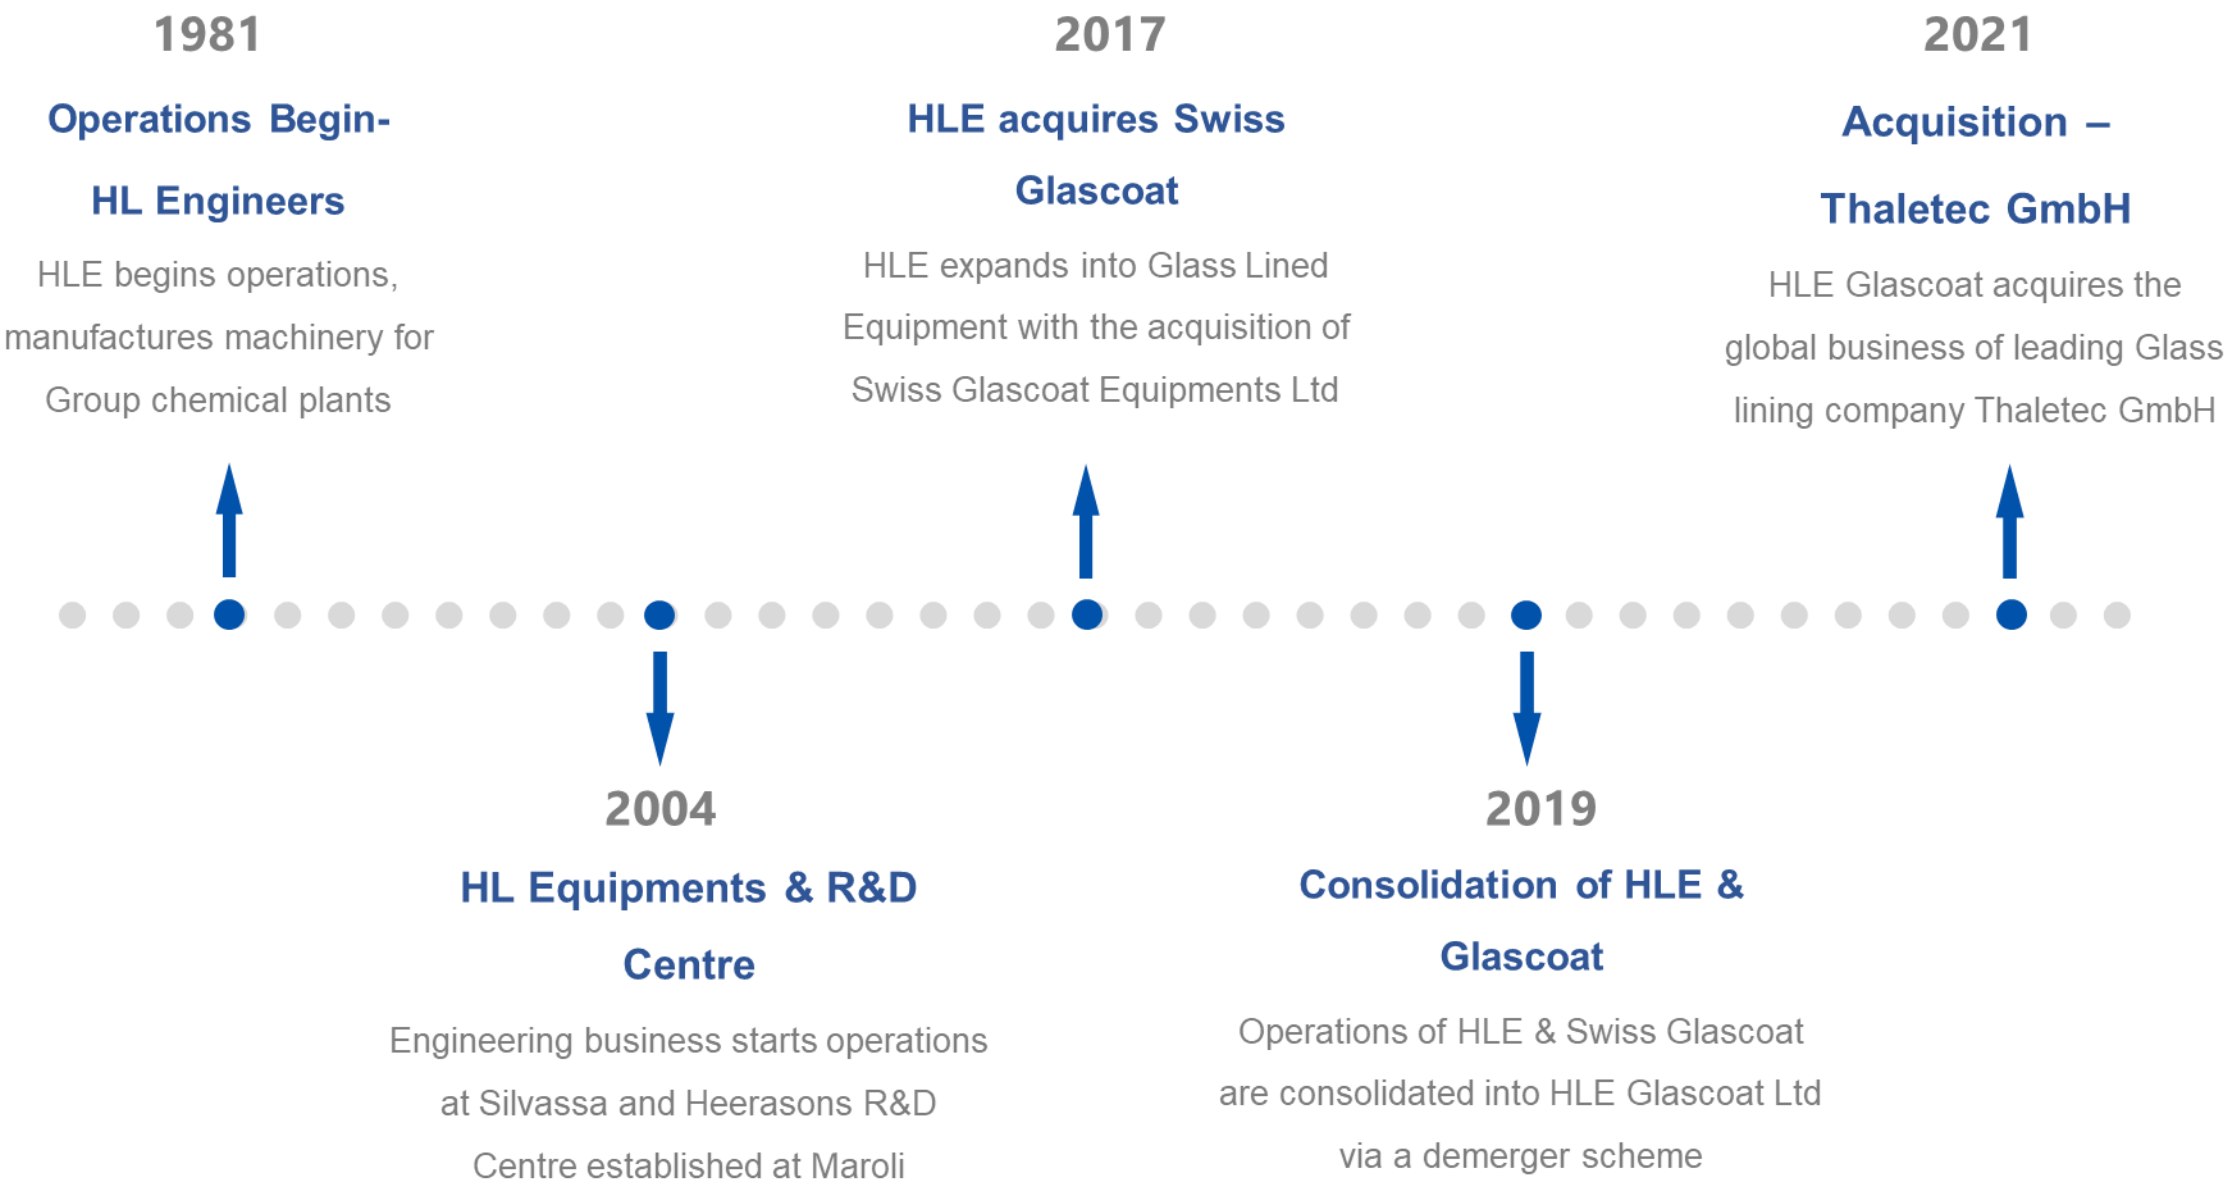 1981
Operations Begin-
HL Engineers
HLE begins operations,
manufactures machinery for
Group chemical plants
2017
HLE acquires Swiss
Glascoat
HLE expands into Glass Lined
Equipment with the acquisition of
Swiss Glascoat Equipments Ltd
2021
Acquisition –
Thaletec GmbH
HLE Glascoat acquires the
global business of leading Glass
lining company Thaletec GmbH
2004
HL Equipments & R&D
Centre
Engineering business starts operations
at Silvassa and Heerasons R&D
Centre established at Maroli
2019
Consolidation of HLE &
Glascoat
Operations of HLE & Swiss Glascoat
are consolidated into HLE Glascoat Ltd
via a demerger scheme